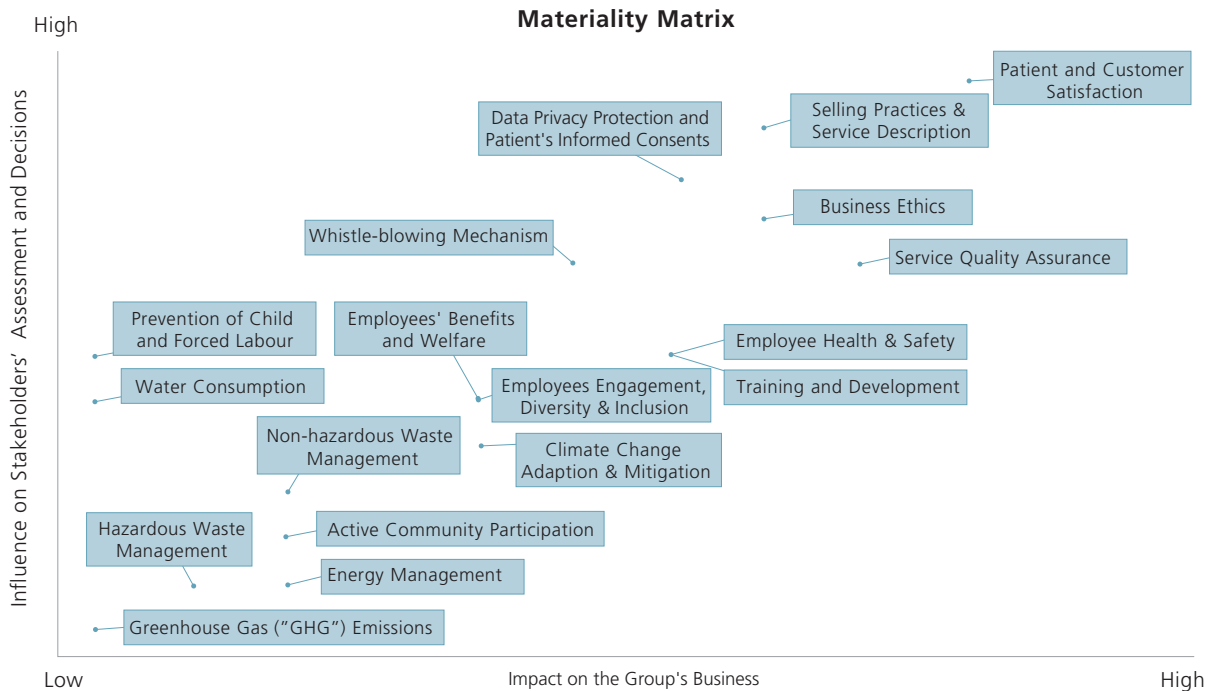 Materiality Matrix
High
Influence on Stakeholders’ Assessment and Decisions
Patient and Customer
Satisfaction
Selling Practices &
Service Description
Data Privacy Protection and
Patient's Informed Consents
Business Ethics
Whistle-blowing Mechanism
Service Quality Assurance
Prevention of Child
and Forced Labour
Employees' Benefits
and Welfare
Employee Health & Safety
Water Consumption
Employees Engagement,
Diversity & Inclusion
Training and Development
Non-hazardous Waste
Management
Climate Change
Adaption & Mitigation
Hazardous Waste
Management
Active Community Participation
Energy Management
Greenhouse Gas (”GHG”) Emissions
Low
Impact on the Group's Business
High